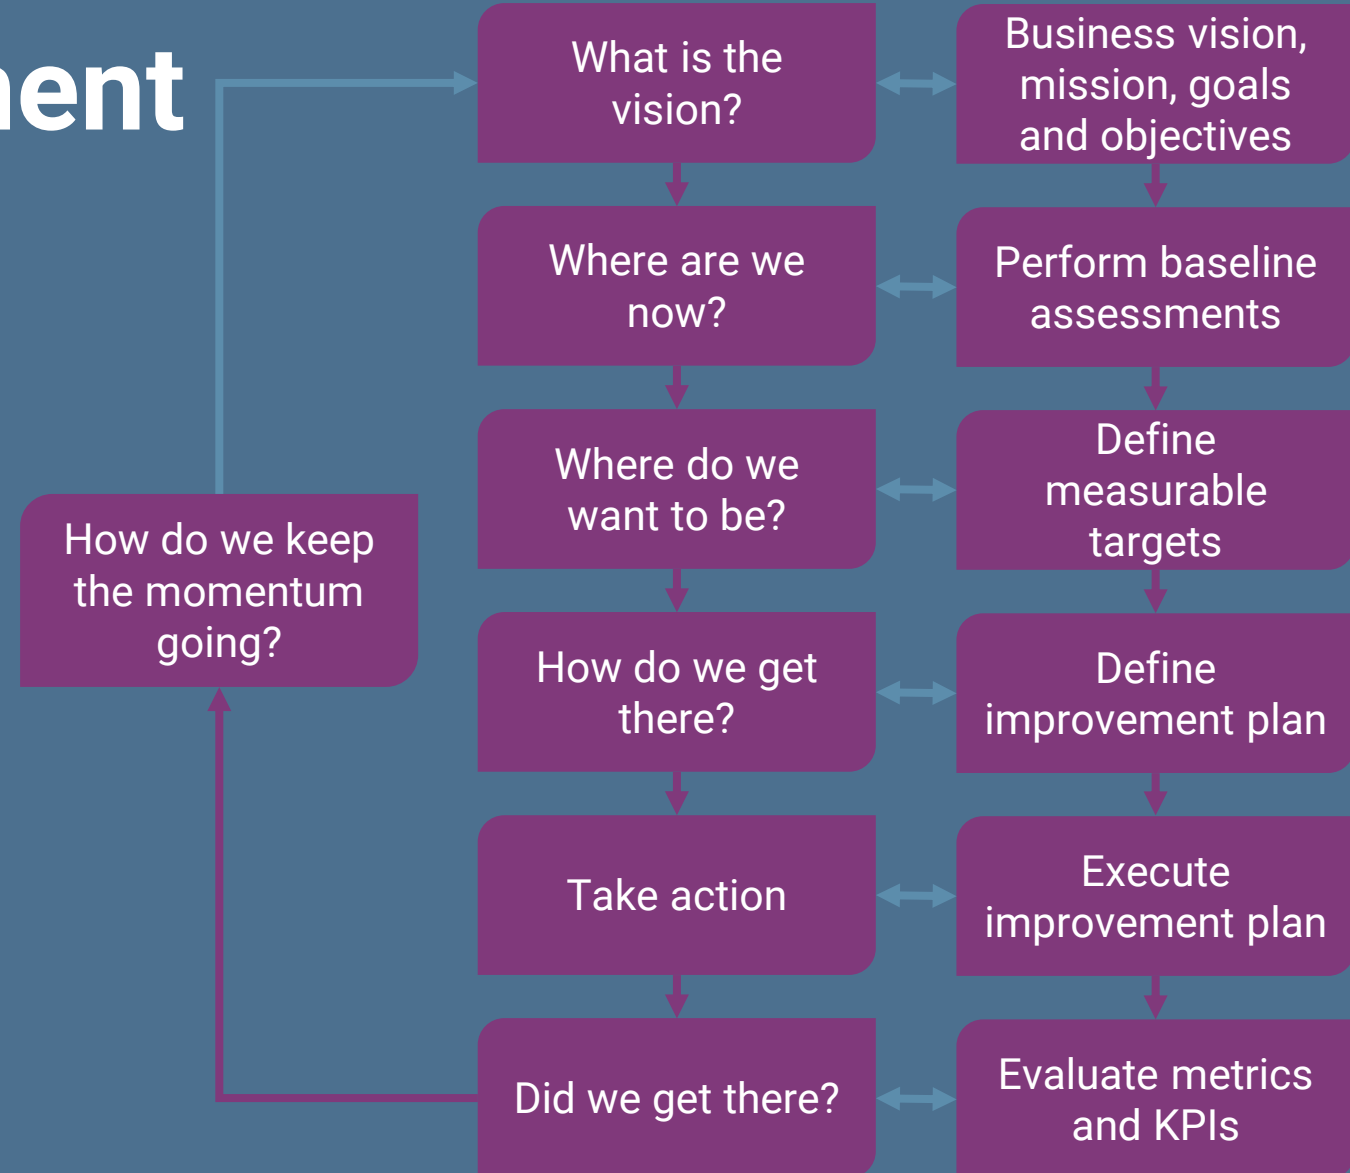 nent
What is the
vision?
Business vision,
mission, goals
and objectives
Where are we
now?
Perform baseline
assessments
Where do we
want to be?
Define
measurable
targets
How do we keep
the momentum
going?
How do we get
there?
Define
improvement plan
Take action
Execute
improvement plan
Did we get there?
Evaluate metrics
and KPIs